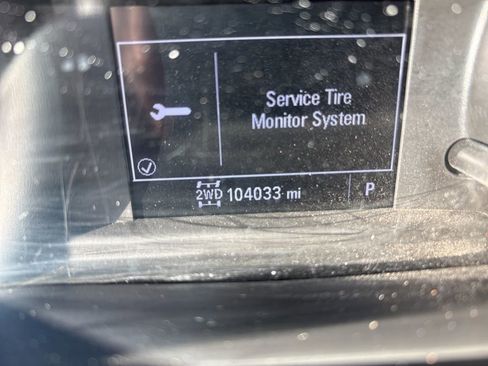 Service Tire
Monitor System
2WD 104033 mi P